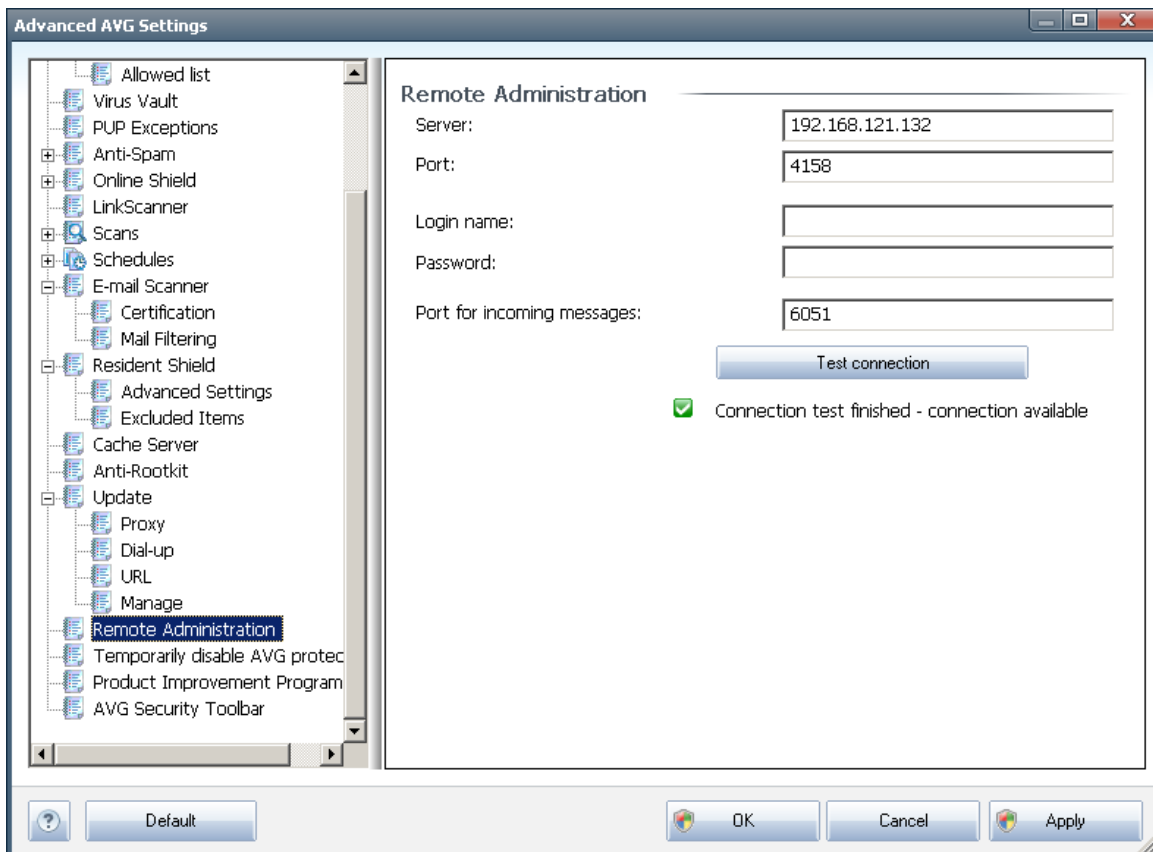 Advanced AVG Settings
Allowed list
Virus Vault
PUP Exceptions
Anti-Spam
Online Shield
LinkScanner
Scans
Schedules
E-mail Scanner
Certification
Mail Filtering
Resident Shield
Advanced Settings
Excluded Items
Cache Server
Anti-Rootkit
Update
Proxy
Dial-up
URL
Manage
Remote Administration
Temporarily disable AVG protec
Product Improvement Program
AVG Security Toolbar
Remote Administration
Server: 192.168.121.132
Port: 4158
Login name:
Password:
Port for incoming messages: 6051
Test connection
Connection test finished - connection available
? Default OK Cancel Apply